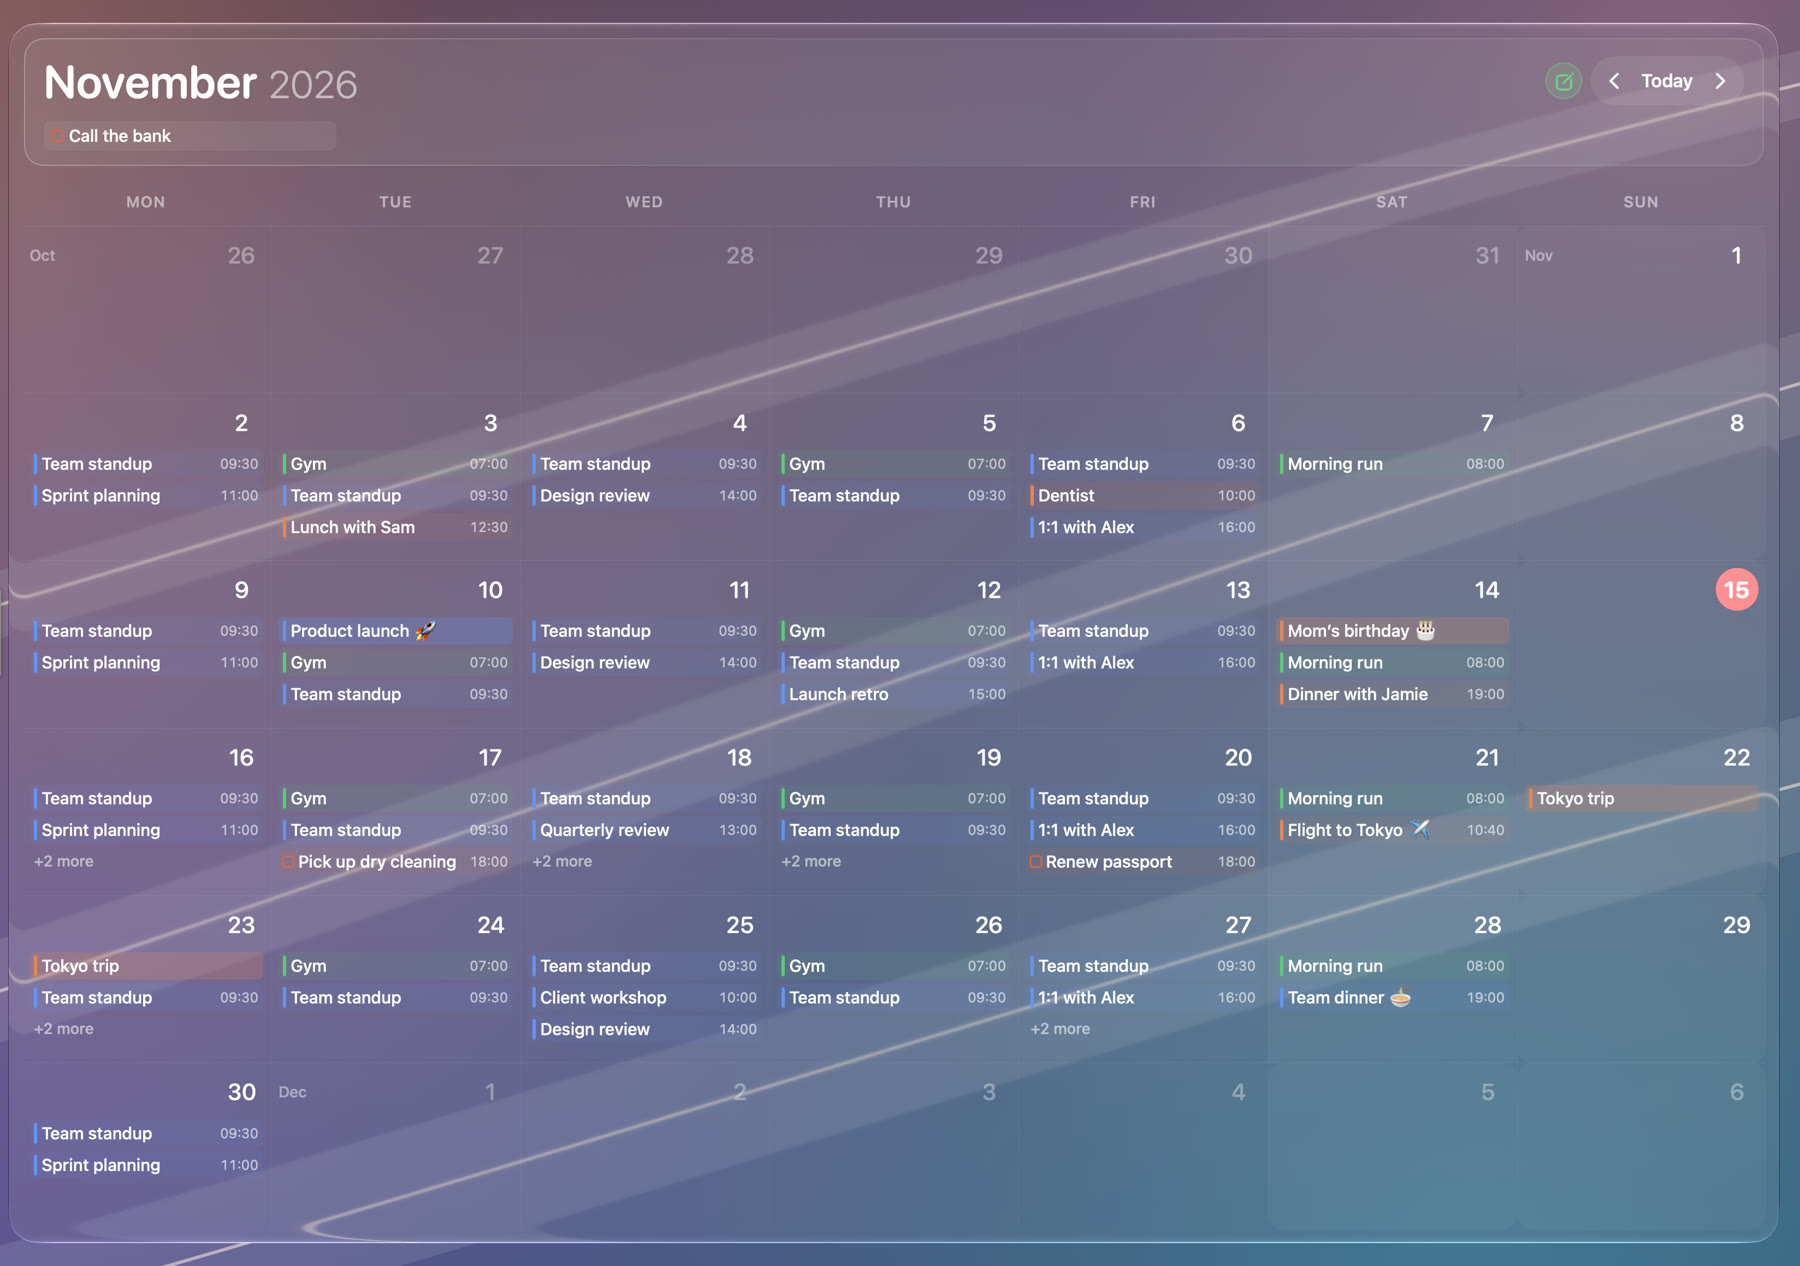 November 2026
Today
Call the bank
MON TUE WED THU FRI SAT SUN
Oct 26 27 28 29 30 31 Nov 1
2 3 4 5 6 7 8
Team standup 09:30 Gym 07:00 Team standup 09:30 Gym 07:00 Team standup 09:30 Morning run 08:00
Sprint planning 11:00 Team standup 09:30 Design review 14:00 Team standup 09:30 Dentist 10:00
Lunch with Sam 12:30 1:1 with Alex 16:00
9 10 11 12 13 14 15
Team standup 09:30 Product launch 🚀 Team standup 09:30 Gym 07:00 Team standup 09:30 Mom’s birthday 🎂
Sprint planning 11:00 Gym 07:00 Design review 14:00 Team standup 09:30 1:1 with Alex 16:00 Morning run 08:00
Team standup 09:30 Launch retro 15:00 Dinner with Jamie 19:00
16 17 18 19 20 21 22
Team standup 09:30 Gym 07:00 Team standup 09:30 Gym 07:00 Team standup 09:30 Morning run 08:00 Tokyo trip
Sprint planning 11:00 Team standup 09:30 Quarterly review 13:00 Team standup 09:30 1:1 with Alex 16:00 Flight to Tokyo ✈️ 10:40
+2 more Pick up dry cleaning 18:00 +2 more +2 more Renew passport 18:00
23 24 25 26 27 28 29
Tokyo trip Gym 07:00 Team standup 09:30 Gym 07:00 Team standup 09:30 Morning run 08:00
Team standup 09:30 Team standup 09:30 Client workshop 10:00 Team standup 09:30 1:1 with Alex 16:00 Team dinner 🍜 19:00
+2 more Design review 14:00 +2 more
30 Dec 1 2 3 4 5 6
Team standup 09:30
Sprint planning 11:00